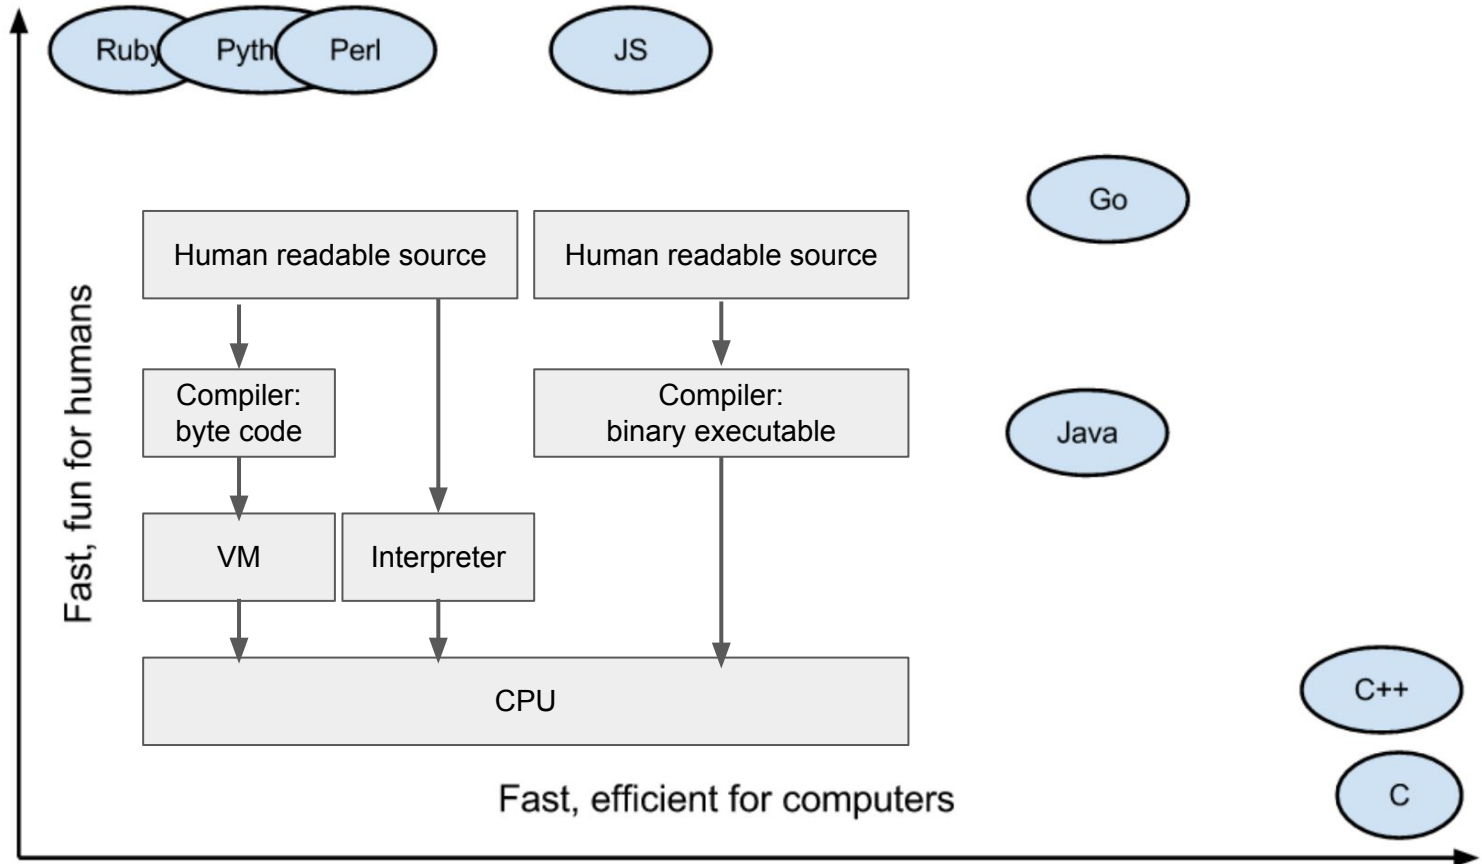 Ruby
Pyth
Perl
JS
Go
Human readable source
Human readable source
Compiler:
byte code
Compiler:
binary executable
Java
VM
Interpreter
CPU
C++
C
Fast, fun for humans
Fast, efficient for computers